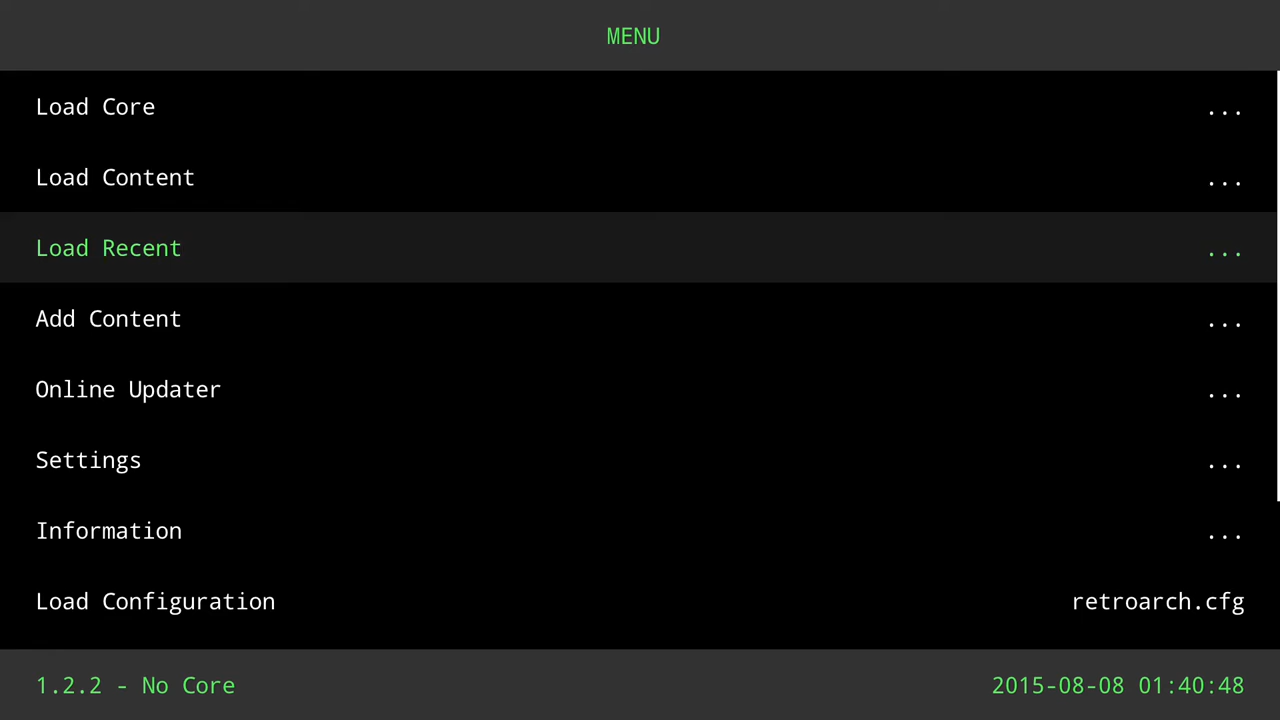 MENU
Load Core ...
Load Content ...
Load Recent ...
Add Content ...
Online Updater ...
Settings ...
Information ...
Load Configuration retroarch.cfg
1.2.2 - No Core 2015-08-08 01:40:48